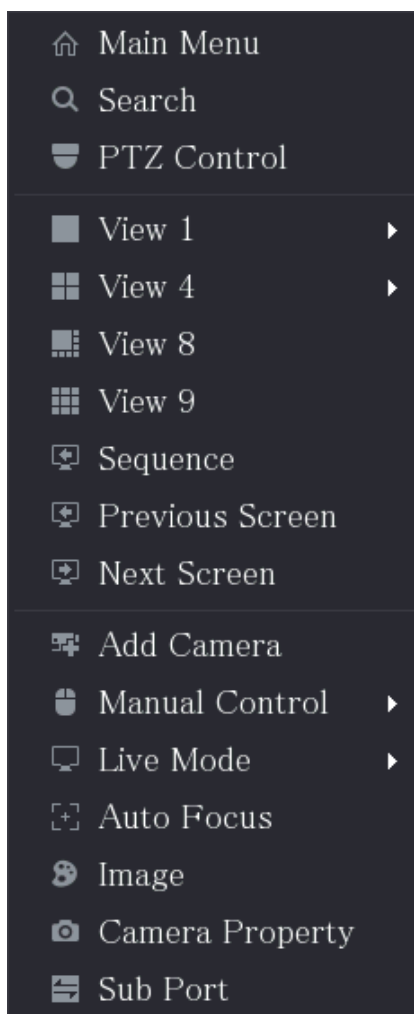 Main Menu
Search
PTZ Control
View 1
View 4
View 8
View 9
Sequence
Previous Screen
Next Screen
Add Camera
Manual Control
Live Mode
Auto Focus
Image
Camera Property
Sub Port